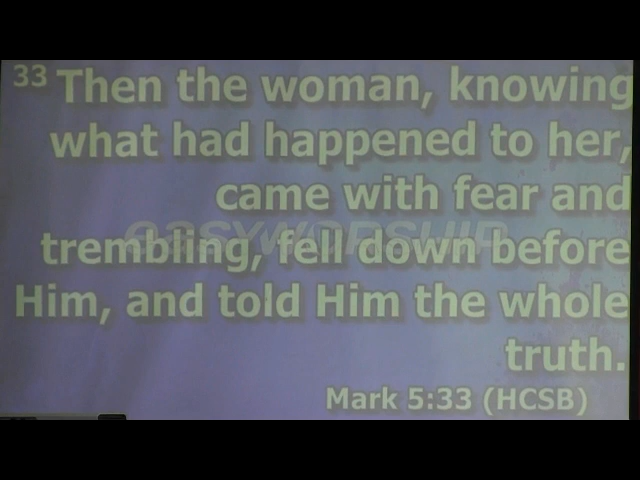 33 Then the woman, knowing
what had happened to her,
came with fear and
easyworship
trembling, fell down before
Him, and told Him the whole
truth.
Mark 5:33 (HCSB)